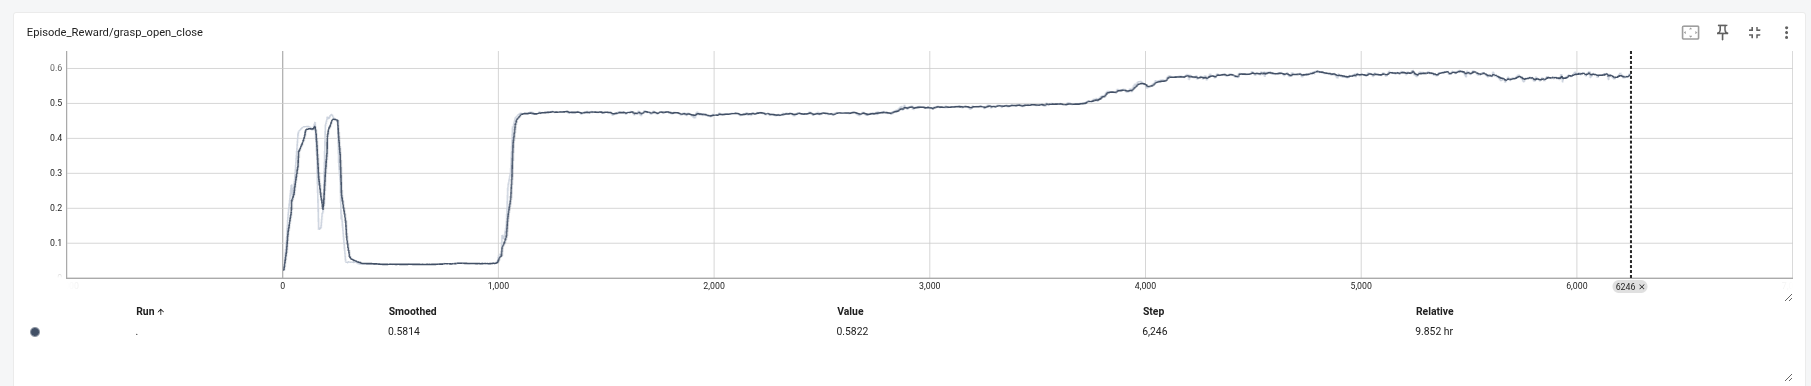 Episode_Reward/grasp_open_close
0.6
0.5
0.4
0.3
0.2
0.1
0 1,000 2,000 3,000 4,000 5,000 6,000 6246 ×
Run ↑ Smoothed Value Step Relative
. 0.5814 0.5822 6,246 9.852 hr